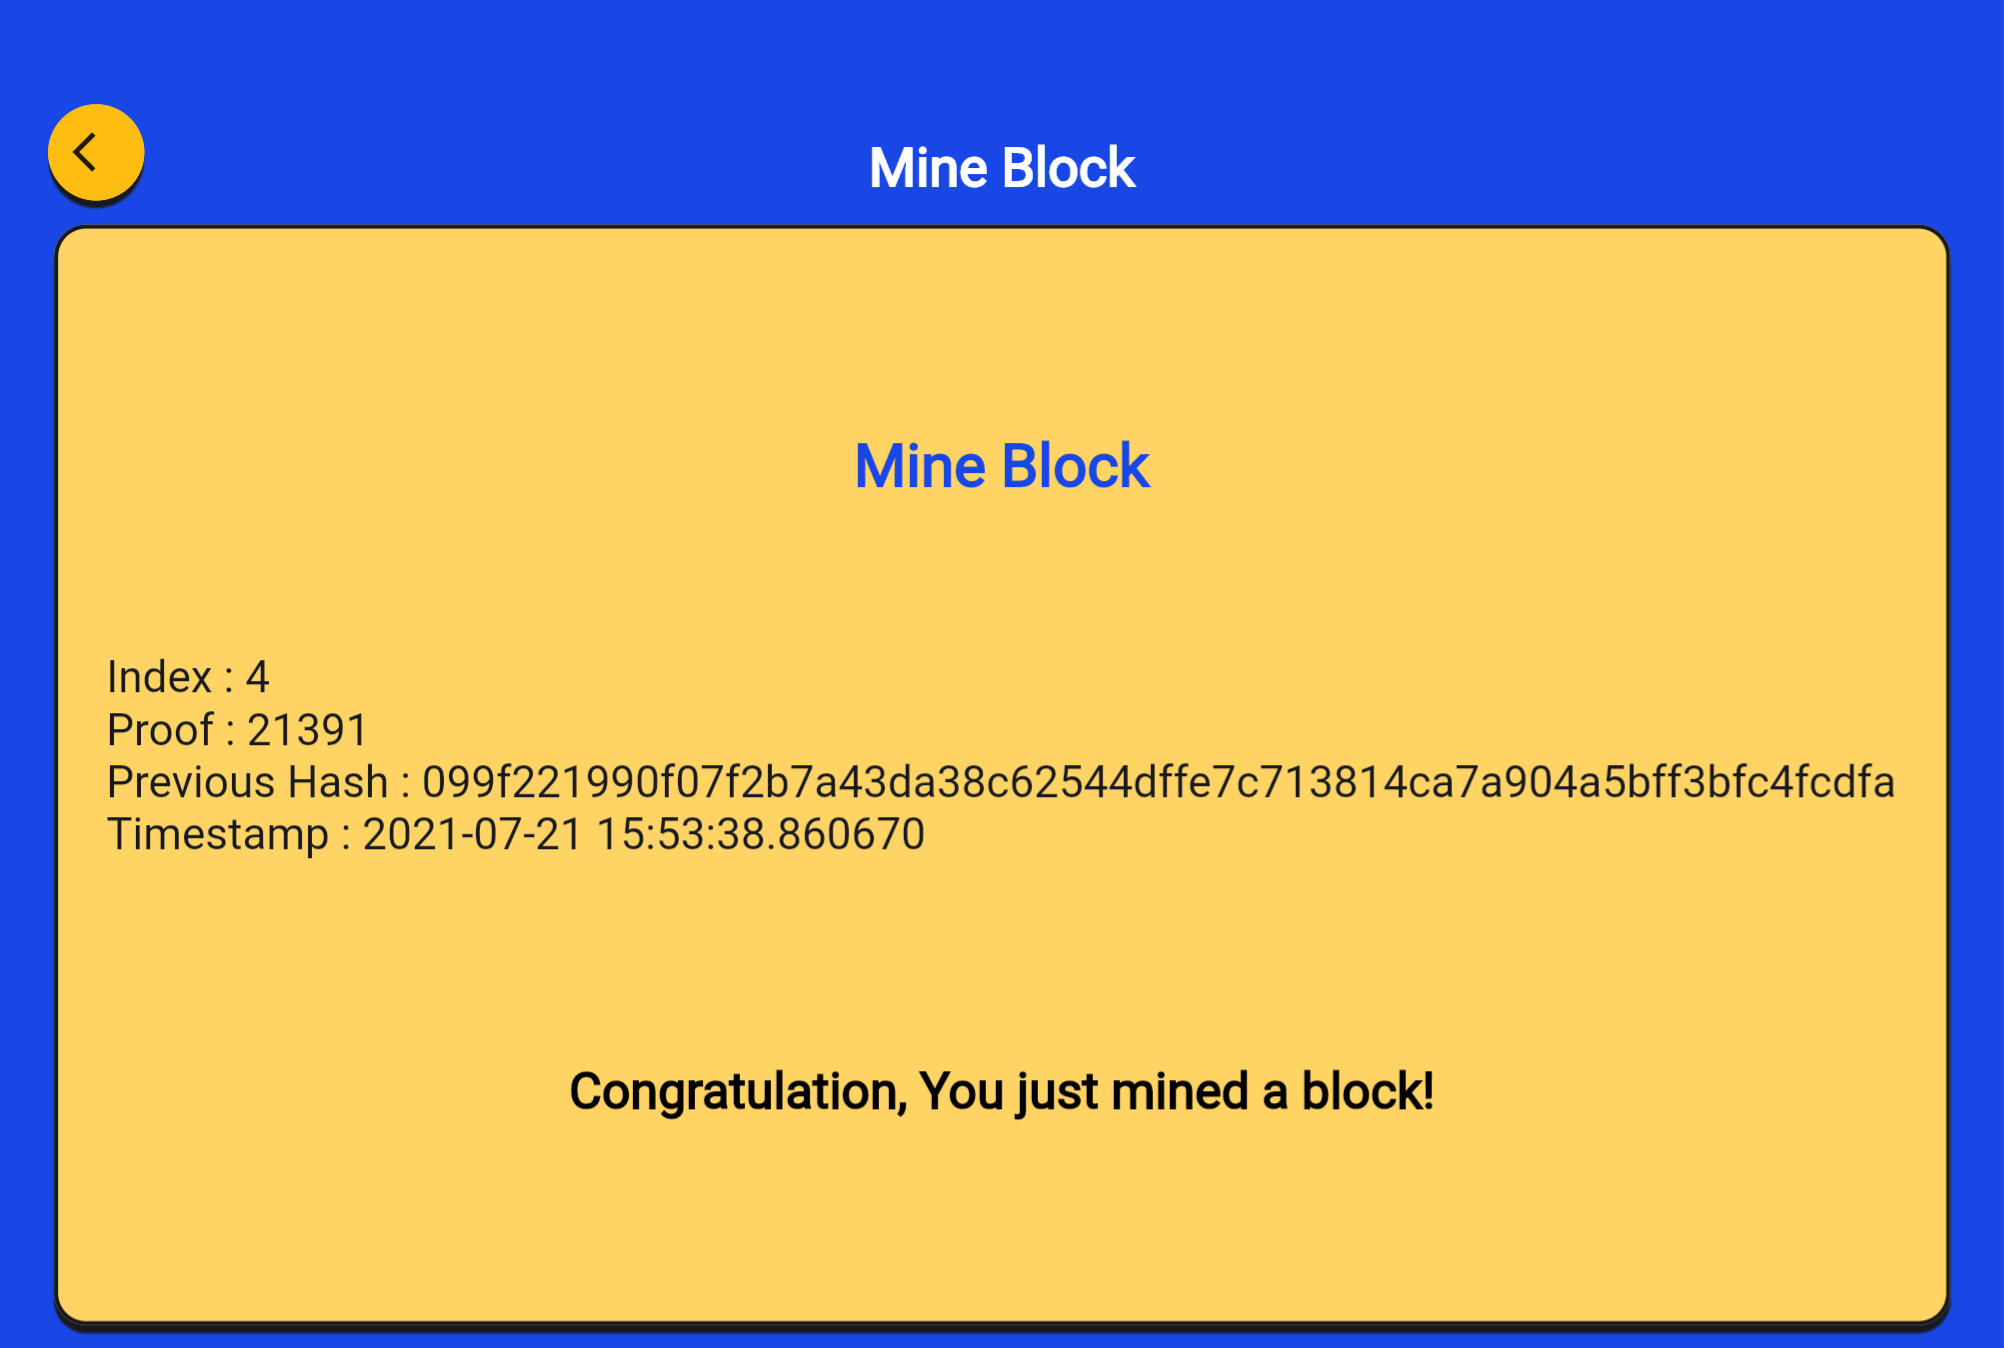 Mine Block
Mine Block
Index : 4
Proof : 21391
Previous Hash : 099f221990f07f2b7a43da38c62544dffe7c713814ca7a904a5bff3bfc4fcdfa
Timestamp : 2021-07-21 15:53:38.860670
Congratulation, You just mined a block!